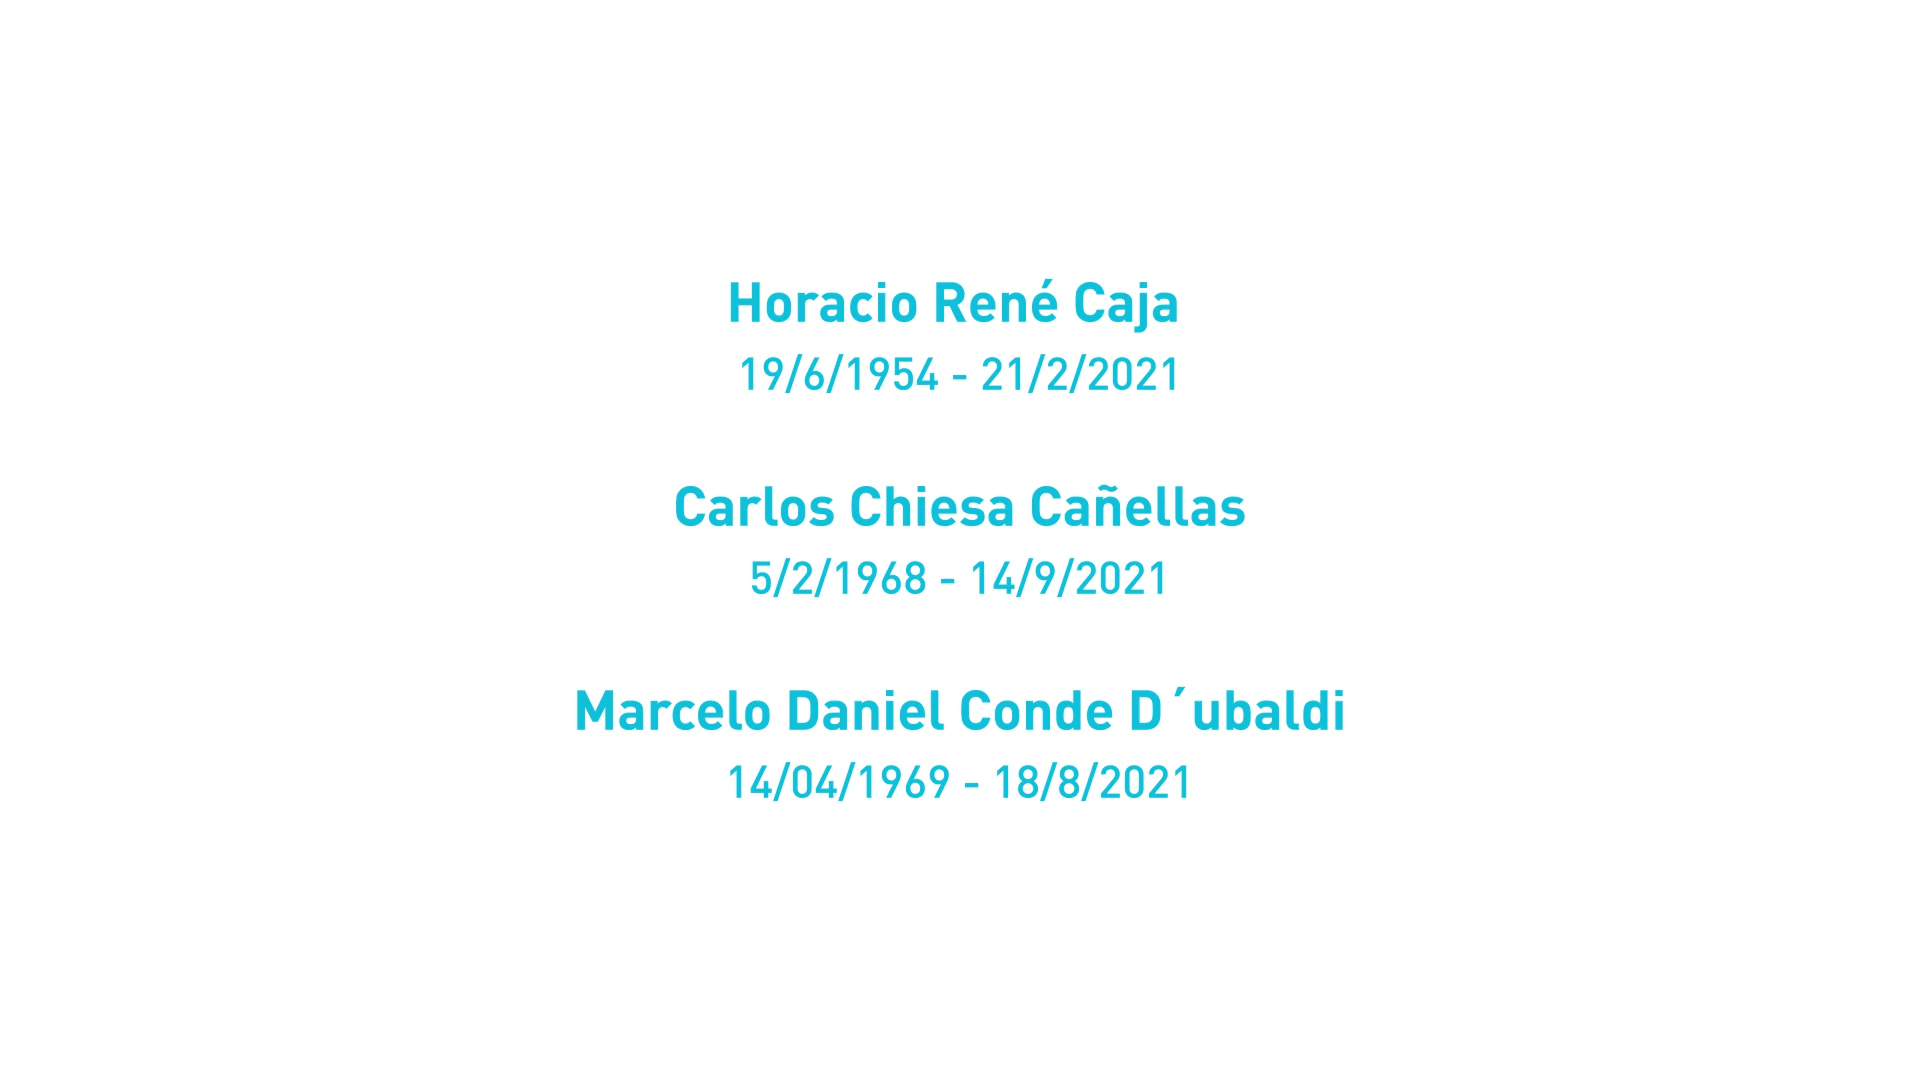 Horacio René Caja
19/6/1954 - 21/2/2021
Carlos Chiesa Cañellas
5/2/1968 - 14/9/2021
Marcelo Daniel Conde D´ubaldi
14/04/1969 - 18/8/2021